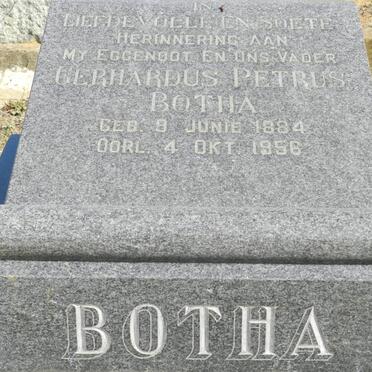 IN
LIEFDEVOLLE EN SOETE
HERINNERING AAN
MY EGGENOOT EN ONS VADER
GERHARDUS PETRUS
BOTHA
GEB. 9 JUNIE 1884
OORL. 4 OKT. 1956
BOTHA